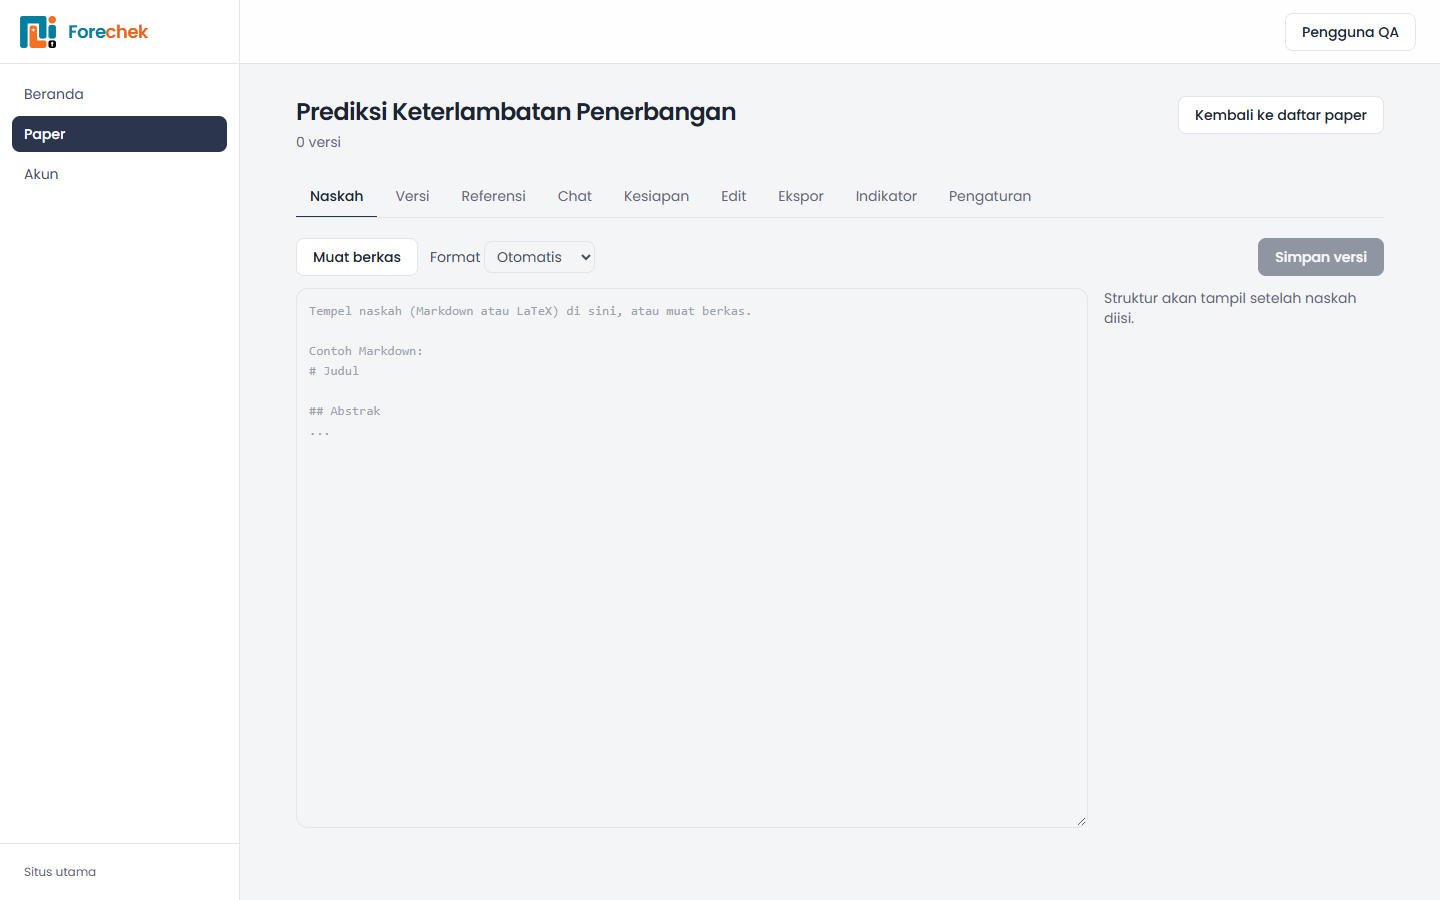 Forechek
Pengguna QA
Beranda
Paper
Akun
Situs utama
Prediksi Keterlambatan Penerbangan
0 versi
Kembali ke daftar paper
Naskah Versi Referensi Chat Kesiapan Edit Ekspor Indikator Pengaturan
Muat berkas Format Otomatis Simpan versi
Tempel naskah (Markdown atau LaTeX) di sini, atau muat berkas.
Contoh Markdown:
# Judul
## Abstrak
...
Struktur akan tampil setelah naskah
diisi.